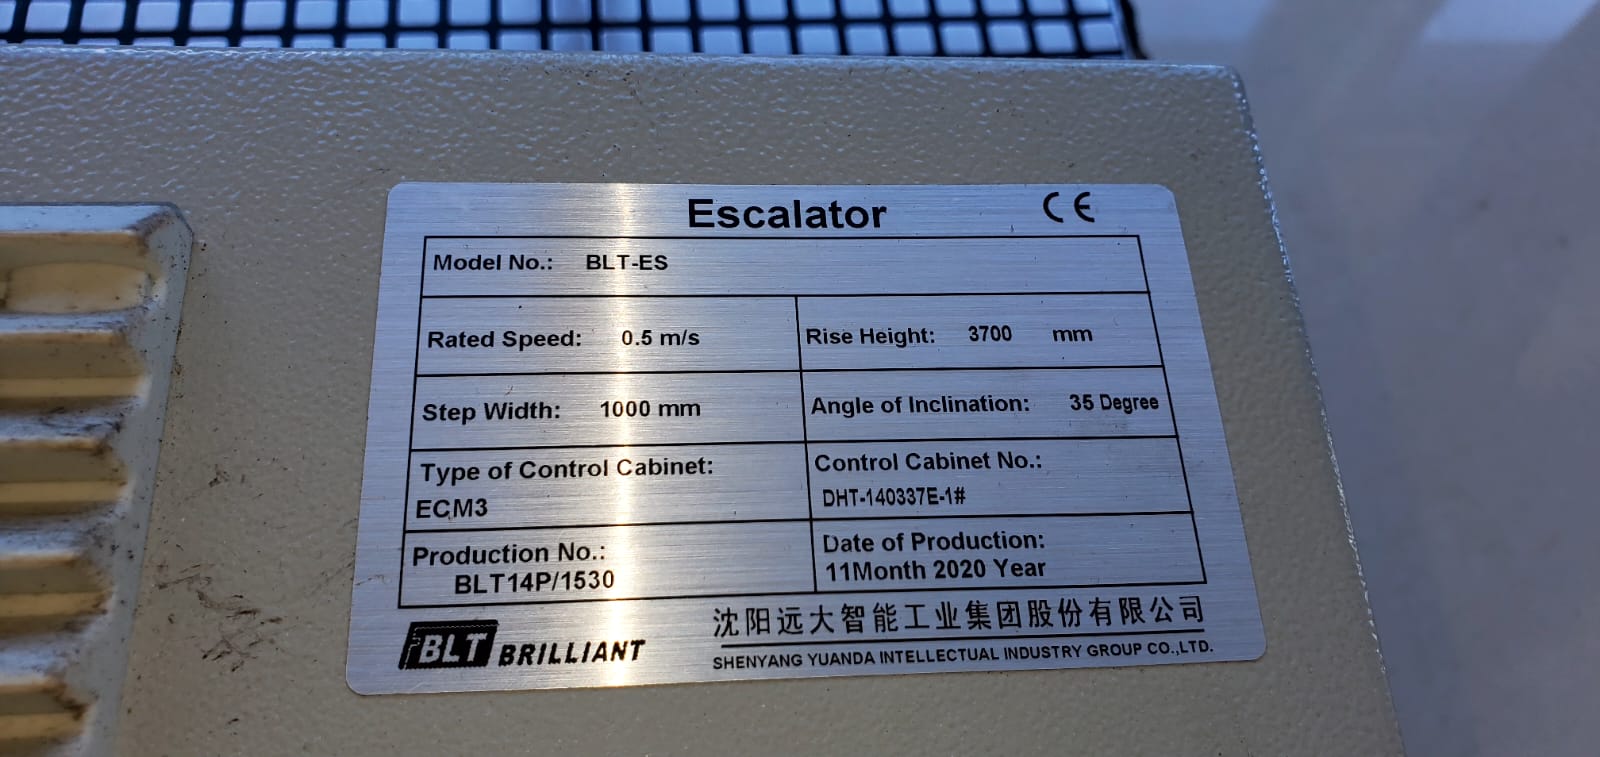 Escalator CE
Model No.: BLT-ES
Rated Speed: 0.5 m/s Rise Height: 3700 mm
Step Width: 1000 mm Angle of Inclination: 35 Degree
Type of Control Cabinet:
ECM3
Control Cabinet No.:
DHT-140337E-1#
Production No.:
BLT14P/1530
Date of Production:
11Month 2020 Year
BLT BRILLIANT
沈阳远大智能工业集团股份有限公司
SHENYANG YUANDA INTELLECTUAL INDUSTRY GROUP CO.,LTD.